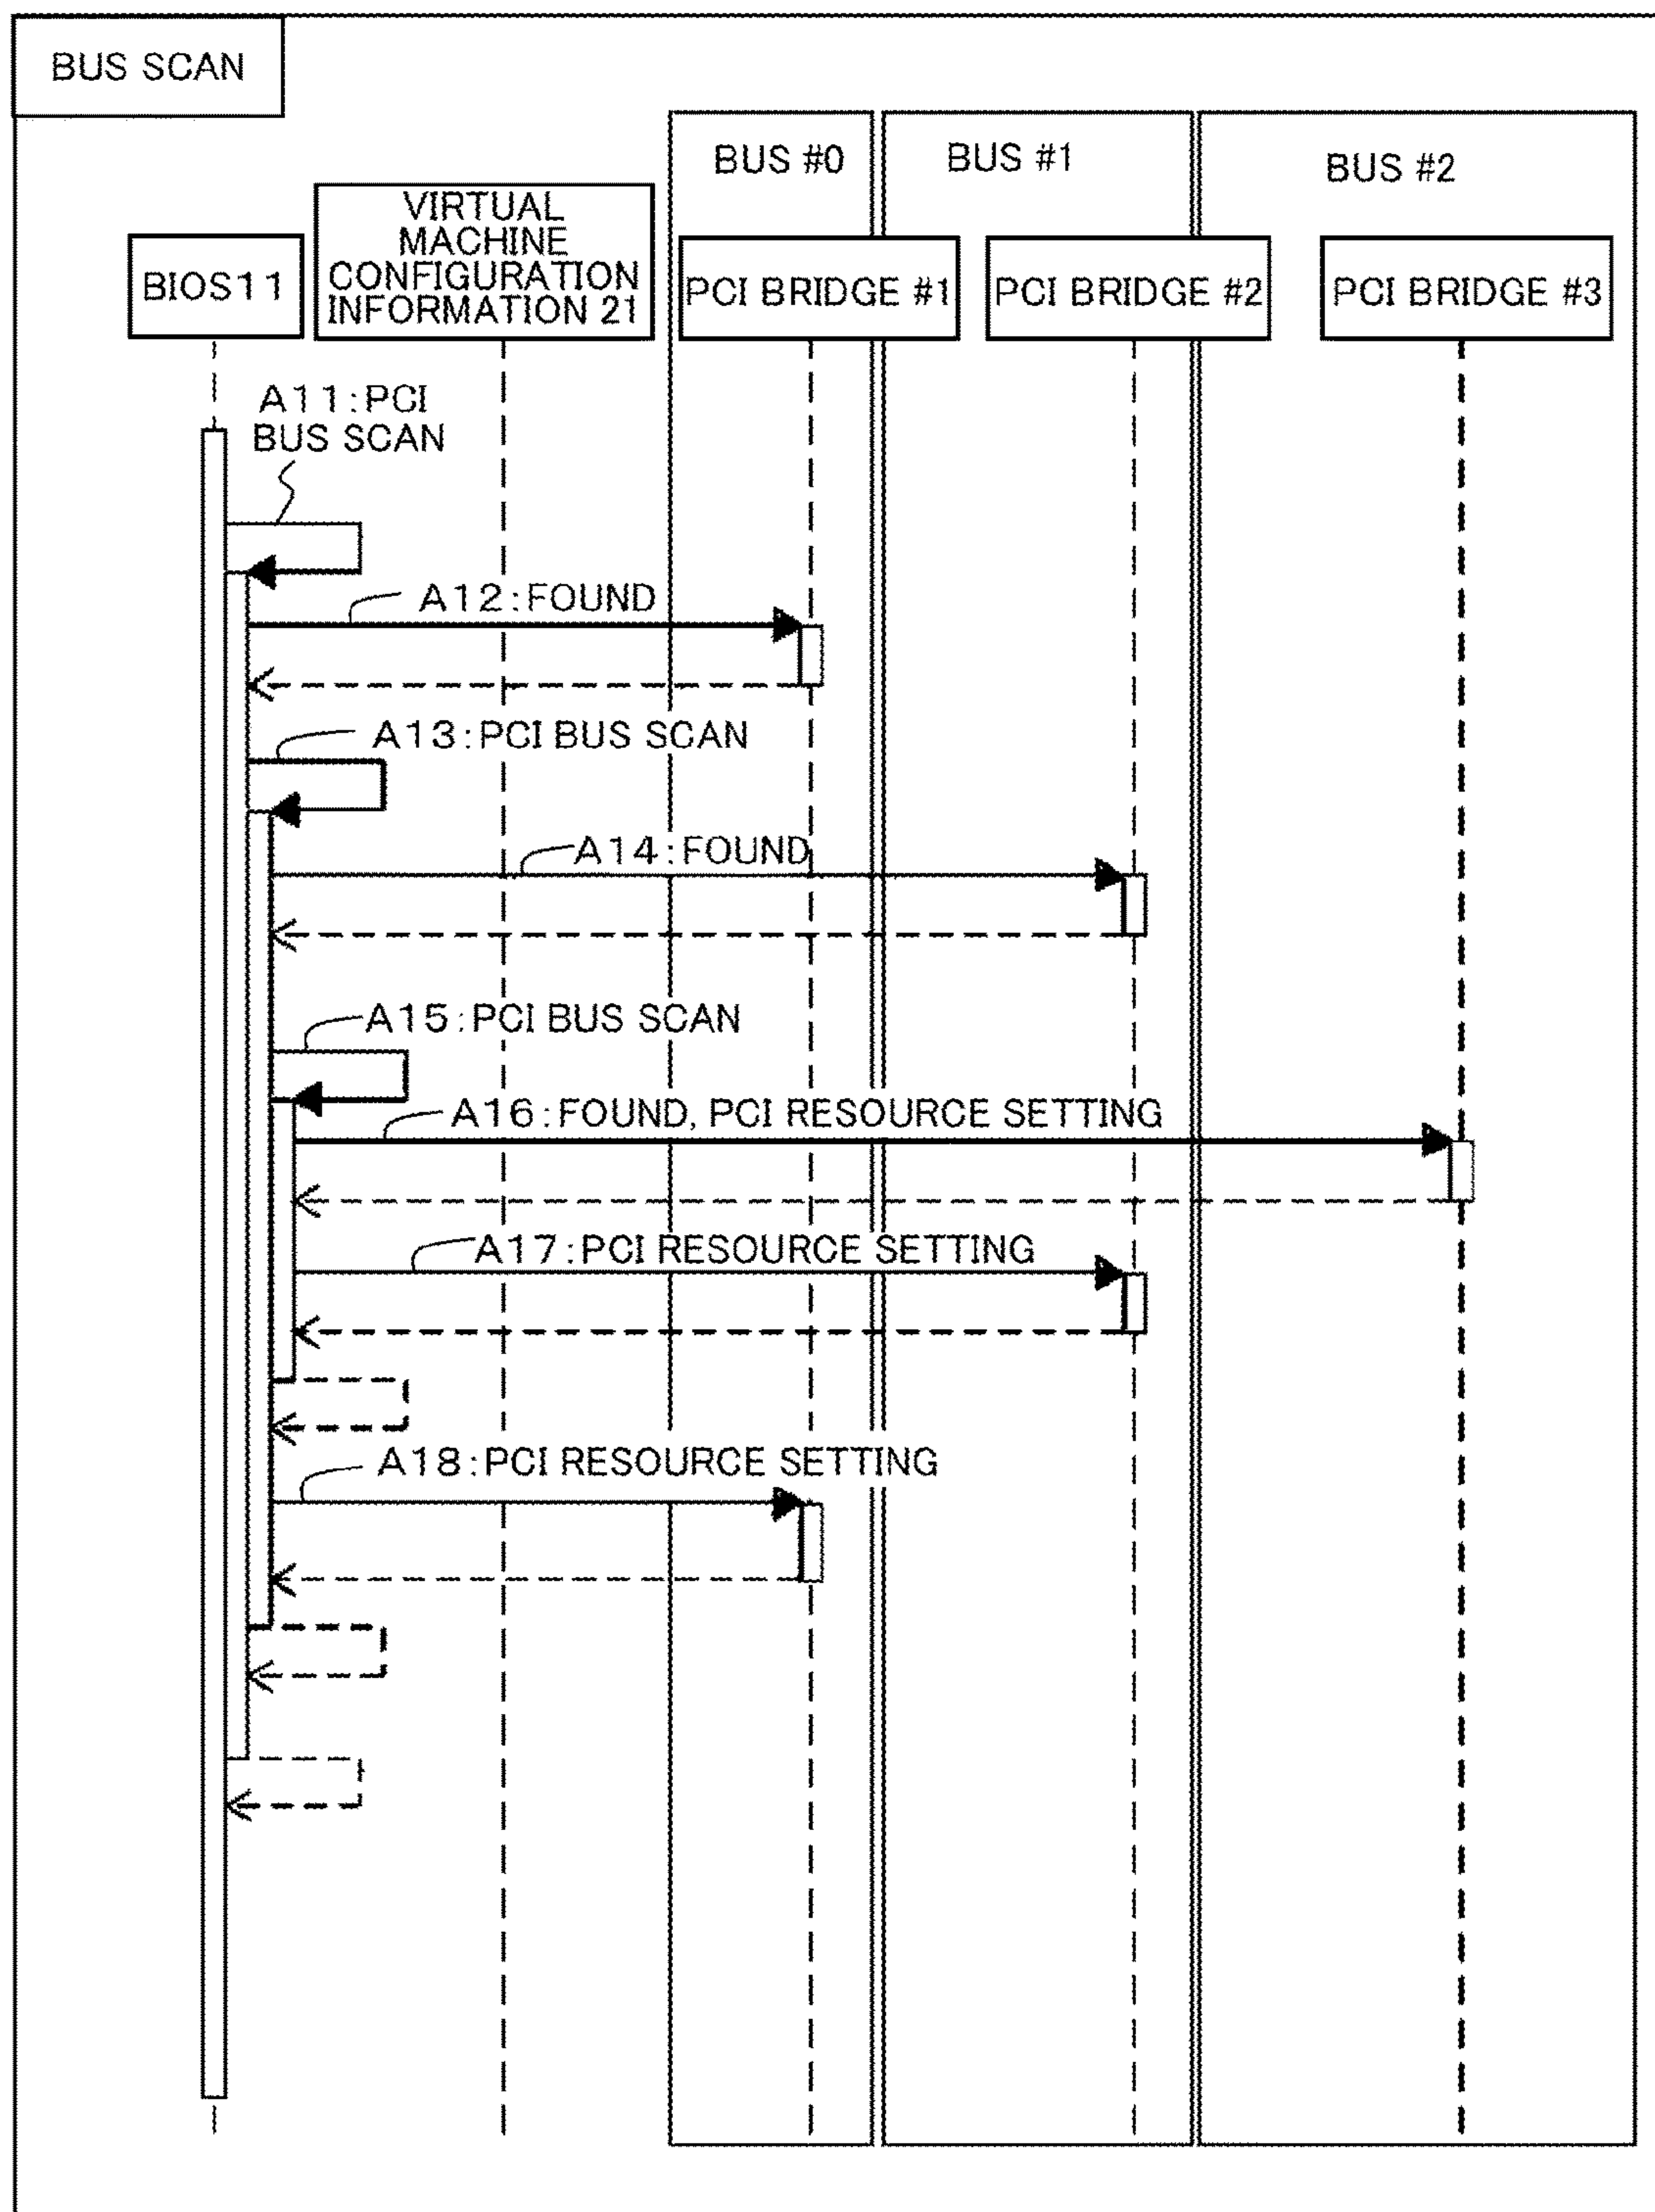 BUS SCAN
BUS #0
BUS #1
BUS #2
BIOS11
VIRTUAL
MACHINE
CONFIGURATION
INFORMATION 21
PCI BRIDGE #1
PCI BRIDGE #2
PCI BRIDGE #3
A11:PCI
BUS SCAN
A12:FOUND
A13:PCI BUS SCAN
A14:FOUND
A15:PCI BUS SCAN
A16:FOUND, PCI RESOURCE SETTING
A17:PCI RESOURCE SETTING
A18:PCI RESOURCE SETTING